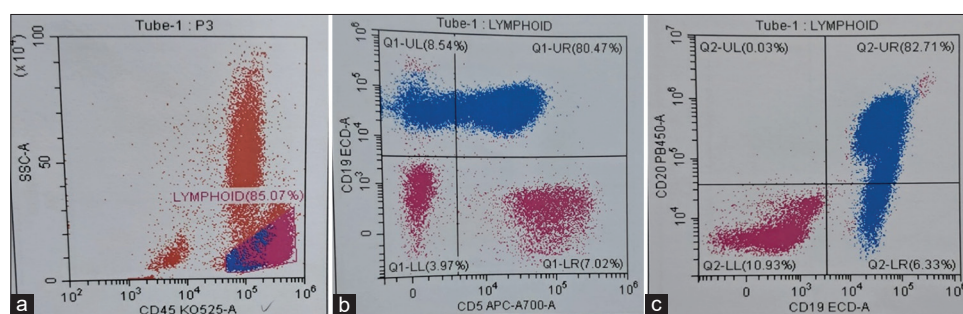 Tube-1 : P3
(x10⁴)
100
50
0
SSC-A
LYMPHOID(85.07%)
10² 10³ 10⁴ 10⁵ 10⁶
CD45 KO525-A
a
Tube-1 : LYMPHOID
Q1-UL(8.54%) Q1-UR(80.47%)
10⁶
10⁵
10⁴
10³
0
CD19 ECD-A
Q1-LL(3.97%) Q1-LR(7.02%)
0 10⁴ 10⁵ 10⁶
CD5 APC-A700-A
b
Tube-1 : LYMPHOID
Q2-UL(0.03%) Q2-UR(82.71%)
10⁷
10⁶
10⁵
10⁴
CD20 PB450-A
Q2-LL(10.93%) Q2-LR(6.33%)
0 10³ 10⁴ 10⁵ 10⁶
CD19 ECD-A
c